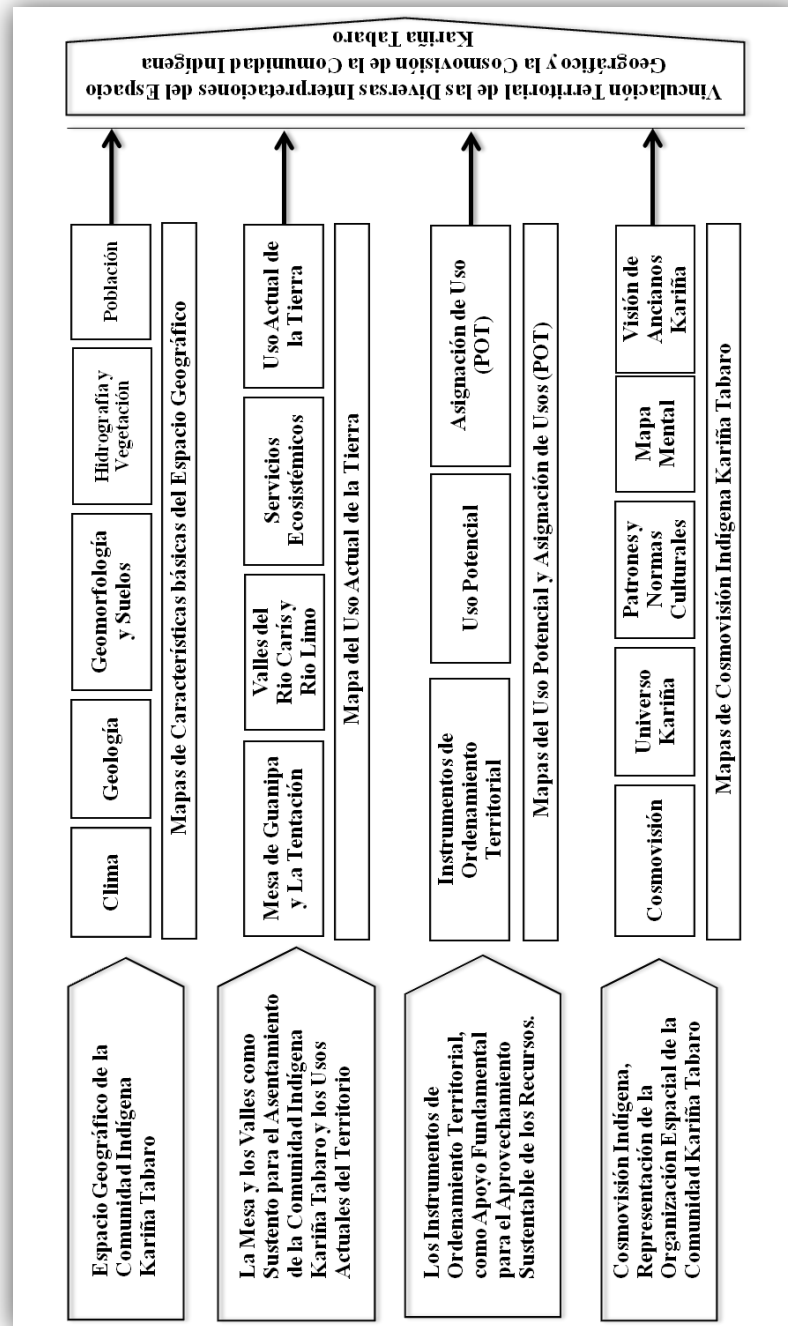 Espacio Geográfico de la
Comunidad Indígena
Kariña Tabaro
Clima
Geología
Geomorfología
y Suelos
Hidrografía y
Vegetación
Población
Mapas de Características básicas del Espacio Geográfico
La Mesa y los Valles como
Sustento para el Asentamiento
de la Comunidad Indígena
Kariña Tabaro y los Usos
Actuales del Territorio
Mesa de Guanipa
y La Tentación
Valles del
Rio Carís y
Rio Limo
Servicios
Ecosistémicos
Uso Actual de
la Tierra
Mapa del Uso Actual de la Tierra
Los Instrumentos de
Ordenamiento Territorial,
como Apoyo Fundamental
para el Aprovechamiento
Sustentable de los Recursos.
Instrumentos de
Ordenamiento
Territorial
Uso Potencial
Asignación de Uso
(POT)
Mapas del Uso Potencial y Asignación de Usos (POT)
Cosmovisión Indígena,
Representación de la
Organización Espacial de la
Comunidad Kariña Tabaro
Cosmovisión
Universo
Kariña
Patrones y
Normas
Culturales
Mapa
Mental
Visión de
Ancianos
Kariña
Mapas de Cosmovisión Indígena Kariña Tabaro
Vinculación Territorial de las Diversas Interpretaciones del Espacio
Geográfico y la Cosmovisión de la Comunidad Indígena
Kariña Tabaro